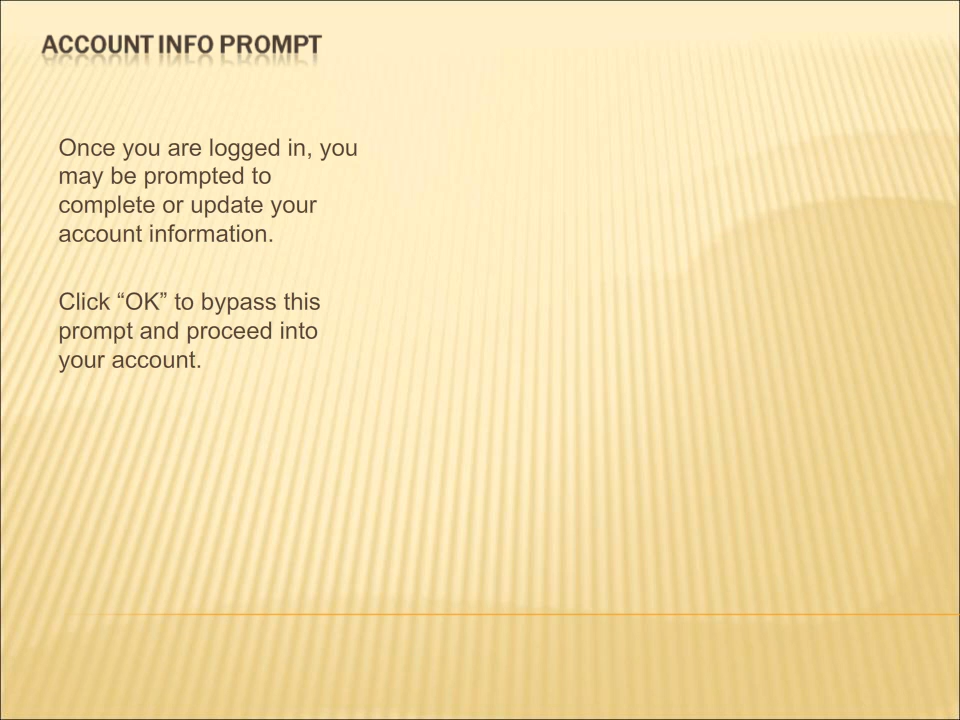 ACCOUNT INFO PROMPT
Once you are logged in, you
may be prompted to
complete or update your
account information.
Click “OK” to bypass this
prompt and proceed into
your account.